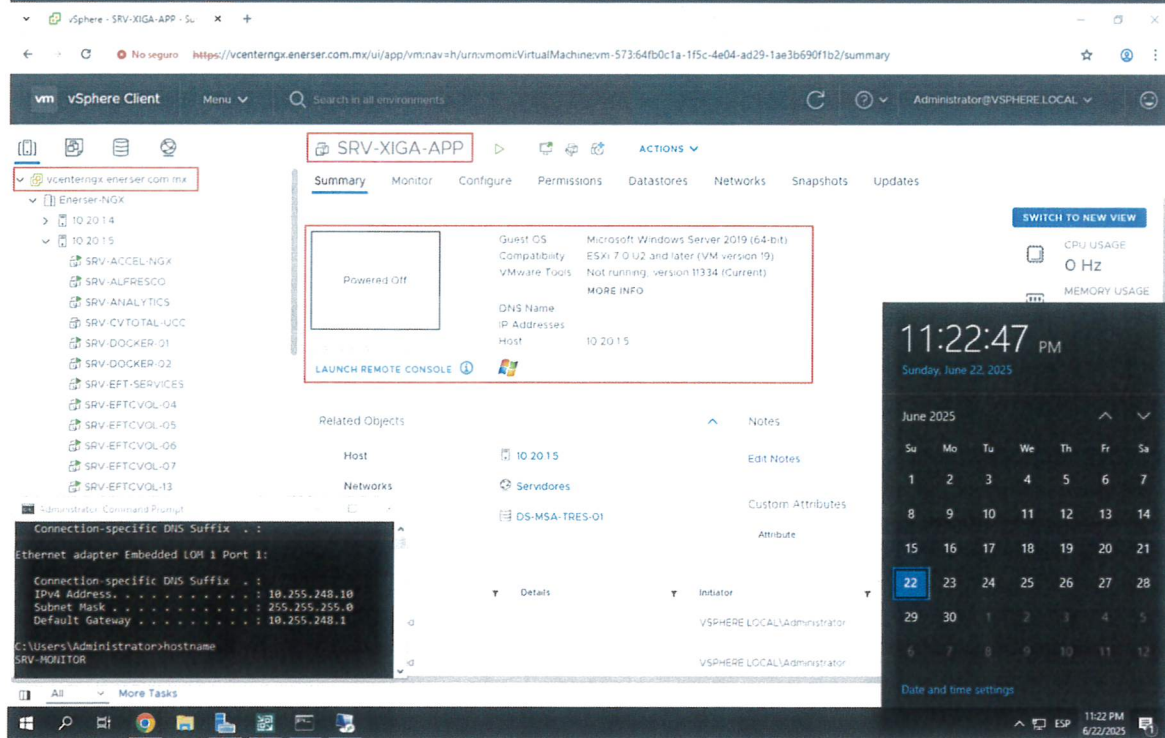 vSphere - SRV-XIGA-APP - Su
No seguro https://vcenterngx.enerser.com.mx/ui/app/vm;nav=h/urn:vmomi:VirtualMachine:vm-573:64fb0c1a-1f5c-4e04-ad29-1ae3b690f1b2/summary
vm vSphere Client Menu Search in all environments Administrator@VSPHERE.LOCAL
SRV-XIGA-APP ACTIONS
vcenterngx.enerser.com.mx
Enerser-NGX
10.20.1.4
10.20.1.5
SRV-ACCEL-NGX
SRV-ALFRESCO
SRV-ANALYTICS
SRV-CVTOTAL-UCC
SRV-DOCKER-01
SRV-DOCKER-02
SRV-EFT-SERVICES
SRV-EFTCVOL-04
SRV-EFTCVOL-05
SRV-EFTCVOL-06
SRV-EFTCVOL-07
SRV-EFTCVOL-13
Summary Monitor Configure Permissions Datastores Networks Snapshots Updates
SWITCH TO NEW VIEW
Powered Off
Guest OS Microsoft Windows Server 2019 (64-bit)
Compatibility ESXi 7.0 U2 and later (VM version 19)
VMware Tools Not running, version:11334 (Current)
MORE INFO
DNS Name
IP Addresses
Host 10.20.1.5
LAUNCH REMOTE CONSOLE
CPU USAGE
0 Hz
MEMORY USAGE
Related Objects
Host 10.20.1.5
Networks Servidores
DS-MSA-TRES-01
Notes
Edit Notes
Custom Attributes
Attribute
Details Initiator
VSPHERE.LOCAL\Administrator
VSPHERE.LOCAL\Administrator
Administrator: Command Prompt
Connection-specific DNS Suffix . :
Ethernet adapter Embedded LOM 1 Port 1:
Connection-specific DNS Suffix . :
IPv4 Address. . . . . . . . . . . : 10.255.248.10
Subnet Mask . . . . . . . . . . . : 255.255.255.0
Default Gateway . . . . . . . . . : 10.255.248.1
C:\Users\Administrator>hostname
SRV-MONITOR
All More Tasks
11:22:47 PM
Sunday, June 22, 2025
June 2025
Su Mo Tu We Th Fr Sa
1 2 3 4 5 6 7
8 9 10 11 12 13 14
15 16 17 18 19 20 21
22 23 24 25 26 27 28
29 30 1 2 3 4 5
6 7 8 9 10 11 12
Date and time settings
ESP
11:22 PM
6/22/2025
1